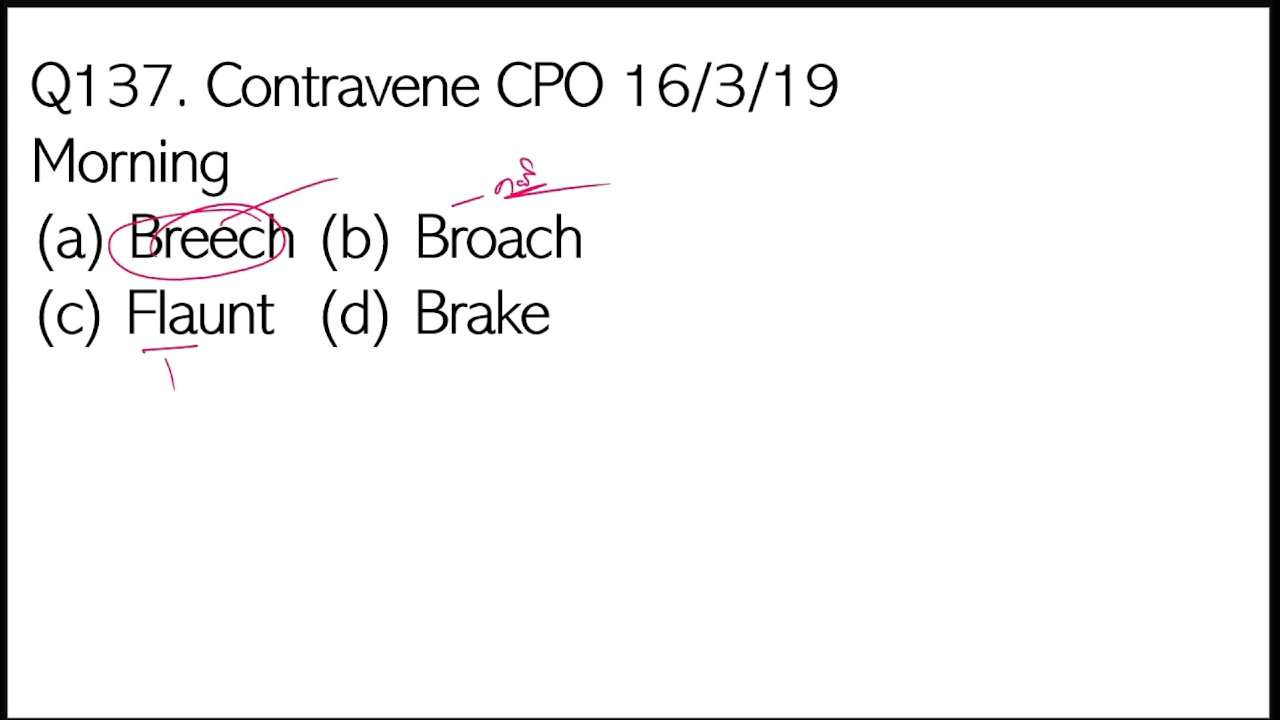 Q137. Contravene CPO 16/3/19
Morning
(a) Breech (b) Broach
(c) Flaunt (d) Brake